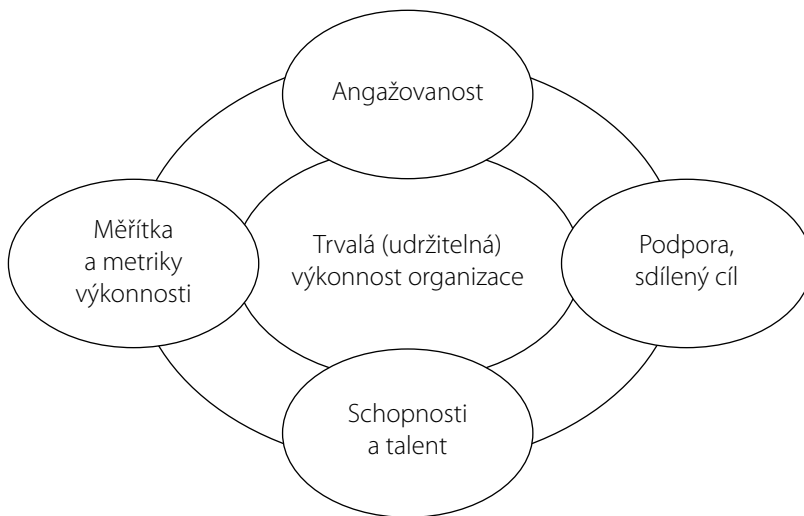 Angažovanost
Měřítka
a metriky
výkonnosti
Trvalá (udržitelná)
výkonnost organizace
Podpora,
sdílený cíl
Schopnosti
a talent